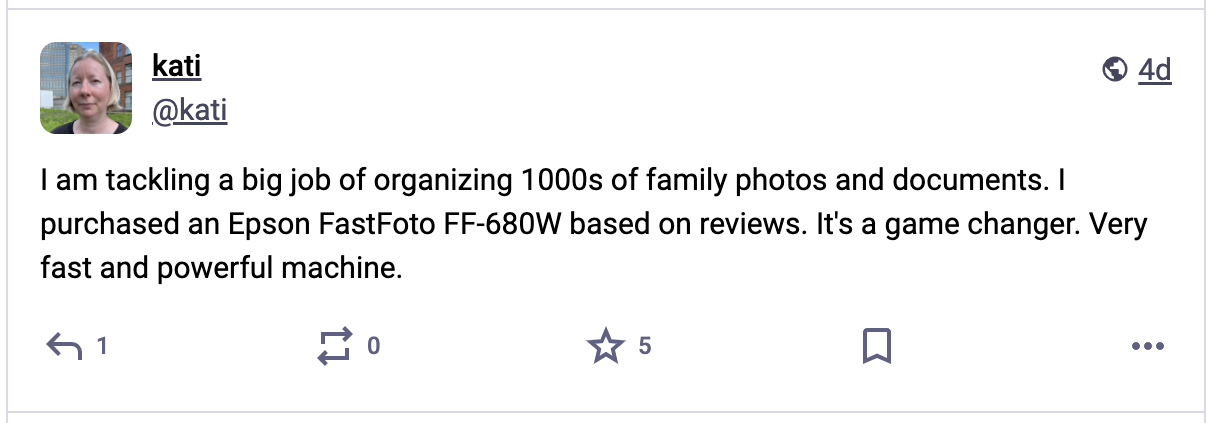 kati
4d
@kati
I am tackling a big job of organizing 1000s of family photos and documents. I
purchased an Epson FastFoto FF-680W based on reviews. It's a game changer. Very
fast and powerful machine.
1 0 5